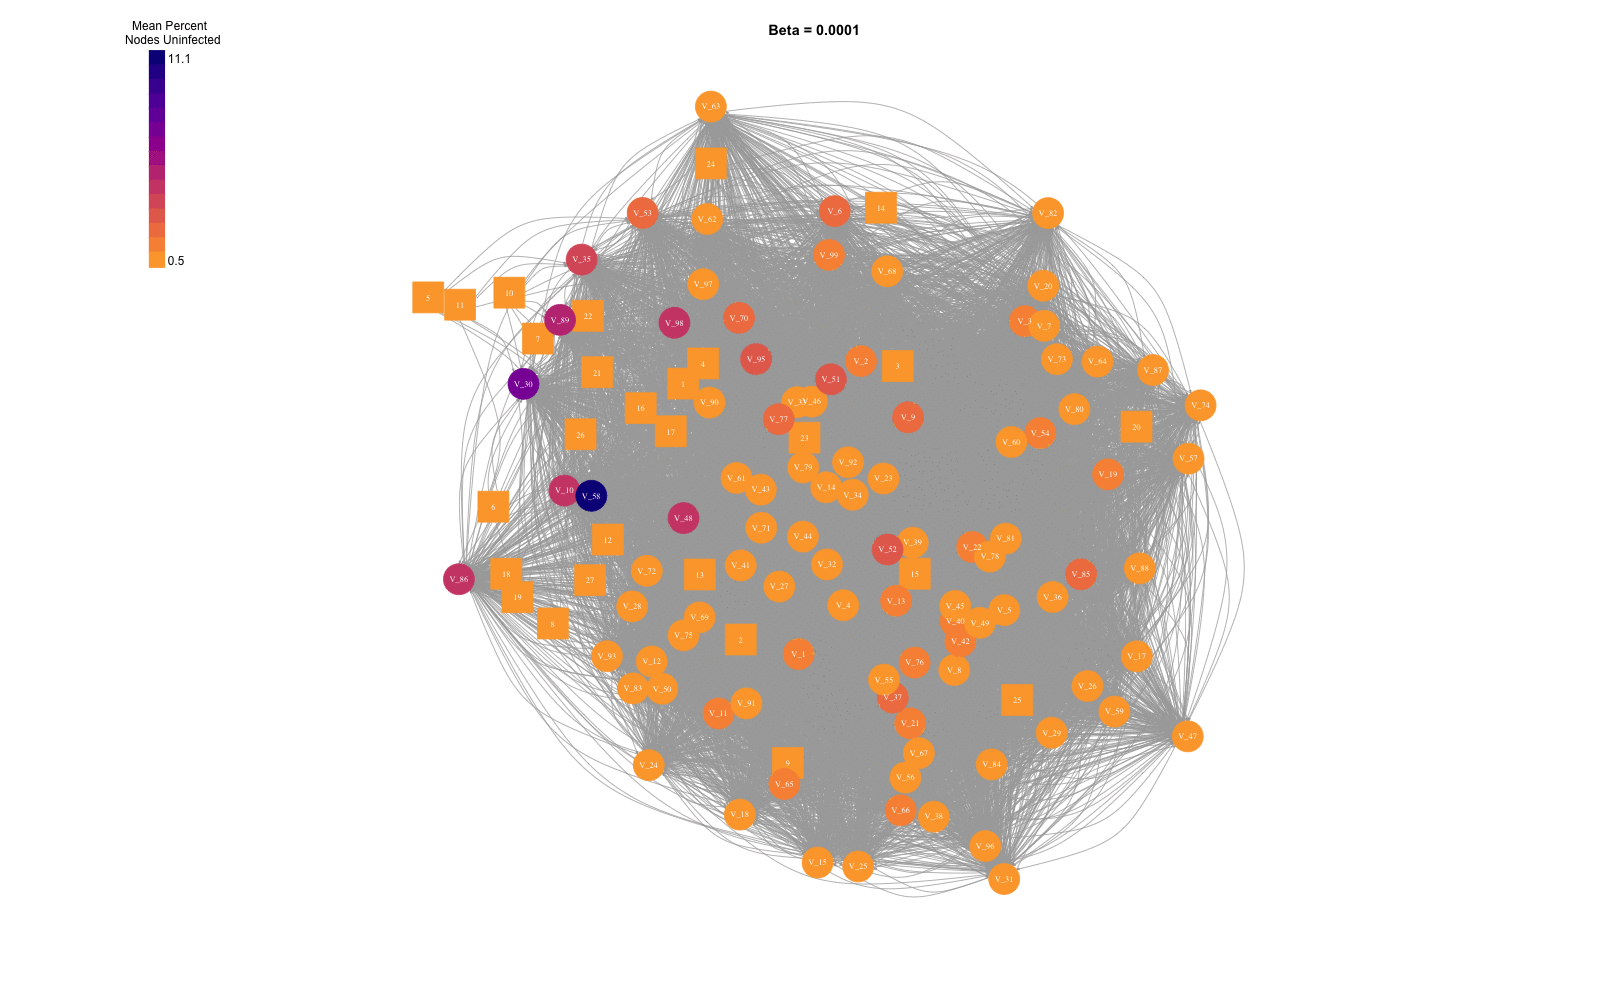 Mean Percent
Nodes Uninfected
11.1
0.5
Beta = 0.0001
V_63
24
V_53
V_62
V_6
14
V_82
V_35
V_99
V_68
V_97
V_20
5
11
10
V_89
22
V_98
V_70
V_7
7
V_95
V_2
3
V_73
V_64
V_87
4
21
1
V_30
V_51
V_90
V_46
16
V_77
V_9
V_80
V_74
17
26
23
V_60
V_54
20
V_57
V_79
V_92
V_61
V_43
V_14
V_34
V_23
V_19
V_10
V_58
6
V_48
V_71
V_44
12
V_52
V_39
V_22
V_81
V_78
V_86
18
27
V_72
13
V_41
V_32
V_27
15
V_85
V_88
19
8
V_28
V_69
V_75
V_4
V_13
V_45
V_40
V_49
V_5
V_36
2
V_42
V_93
V_12
V_1
V_76
V_8
V_17
V_83
V_50
V_55
V_37
V_26
V_11
V_91
25
V_59
V_21
V_29
V_47
V_24
9
V_65
V_67
V_56
V_84
V_18
V_66
V_38
V_15
V_25
V_96
V_31